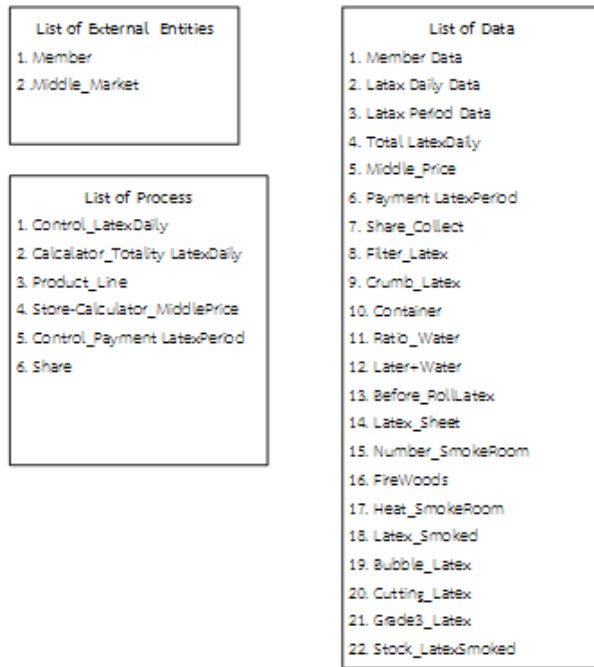 List of External Entities
1. Member
2 .Middle_Market
List of Process
1. Control_LatexDaily
2. Calcalator_Totality LatexDaily
3. Product_Line
4. Store-Calculator_MiddlePrice
5. Control_Payment LatexPeriod
6. Share
List of Data
1. Member Data
2. Latax Daily Data
3. Latax Period Data
4. Total LatexDaily
5. Middle_Price
6. Payment LatexPeriod
7. Share_Collect
8. Filter_Latex
9. Crumb_Latex
10. Container
11. Ratio_Water
12. Later+Water
13. Before_RollLatex
14. Latex_Sheet
15. Number_SmokeRoom
16. FireWoods
17. Heat_SmokeRoom
18. Latex_Smoked
19. Bubble_Latex
20. Cutting_Latex
21. Grade3_Latex
22. Stock_LatexSmoked